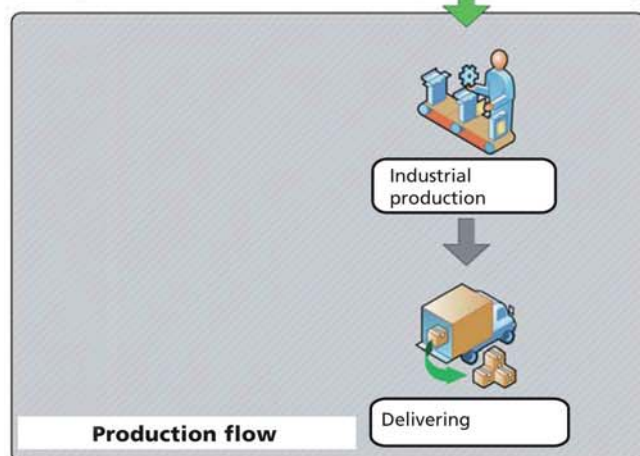 Industrial
production
Delivering
Production flow